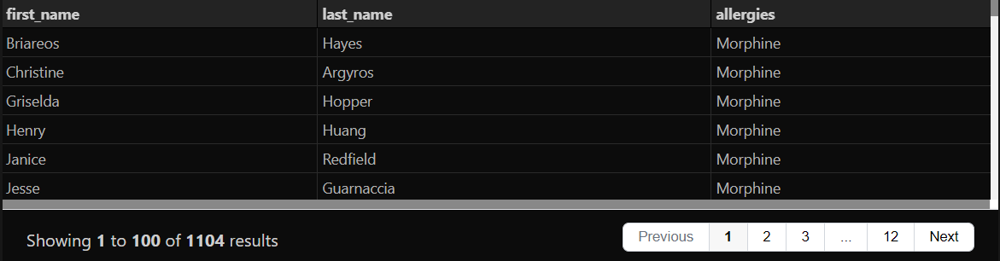 first_name last_name allergies
Briareos Hayes Morphine
Christine Argyros Morphine
Griselda Hopper Morphine
Henry Huang Morphine
Janice Redfield Morphine
Jesse Guarnaccia Morphine
Showing 1 to 100 of 1104 results Previous 1 2 3 ... 12 Next